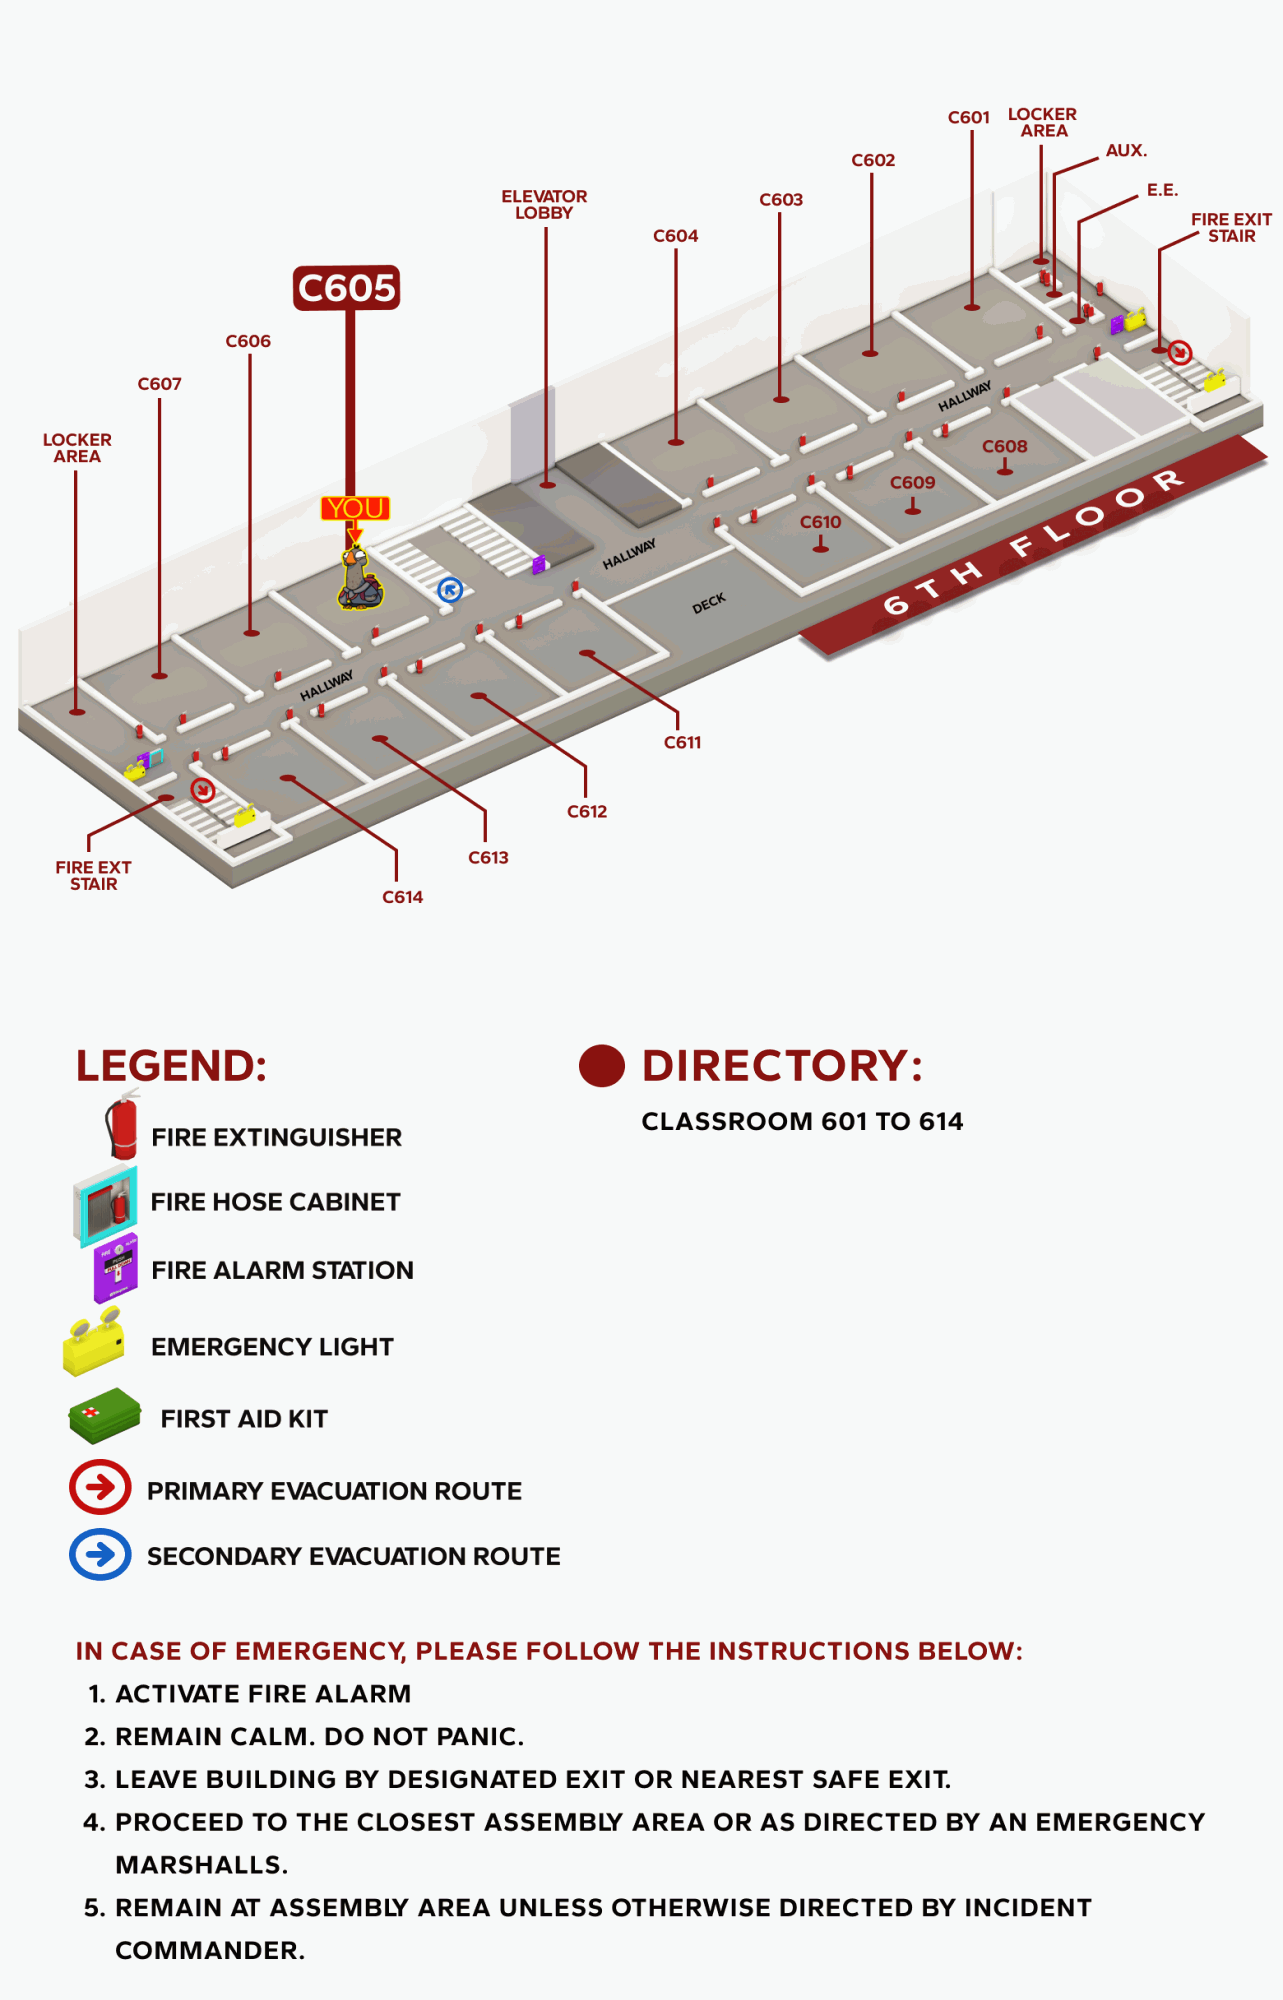 C601
LOCKER
AREA
AUX.
C602
E.E.
C603
ELEVATOR
LOBBY
FIRE EXIT
STAIR
C604
C605
C606
C607
LOCKER
AREA
YOU
HALLWAY
C608
C609
C610
6TH FLOOR
HALLWAY
DECK
HALLWAY
C611
C612
C613
FIRE EXT
STAIR
C614
LEGEND:
FIRE EXTINGUISHER
FIRE HOSE CABINET
FIRE ALARM STATION
EMERGENCY LIGHT
FIRST AID KIT
PRIMARY EVACUATION ROUTE
SECONDARY EVACUATION ROUTE
DIRECTORY:
CLASSROOM 601 TO 614
IN CASE OF EMERGENCY, PLEASE FOLLOW THE INSTRUCTIONS BELOW:
1. ACTIVATE FIRE ALARM
2. REMAIN CALM. DO NOT PANIC.
3. LEAVE BUILDING BY DESIGNATED EXIT OR NEAREST SAFE EXIT.
4. PROCEED TO THE CLOSEST ASSEMBLY AREA OR AS DIRECTED BY AN EMERGENCY
MARSHALLS.
5. REMAIN AT ASSEMBLY AREA UNLESS OTHERWISE DIRECTED BY INCIDENT
COMMANDER.